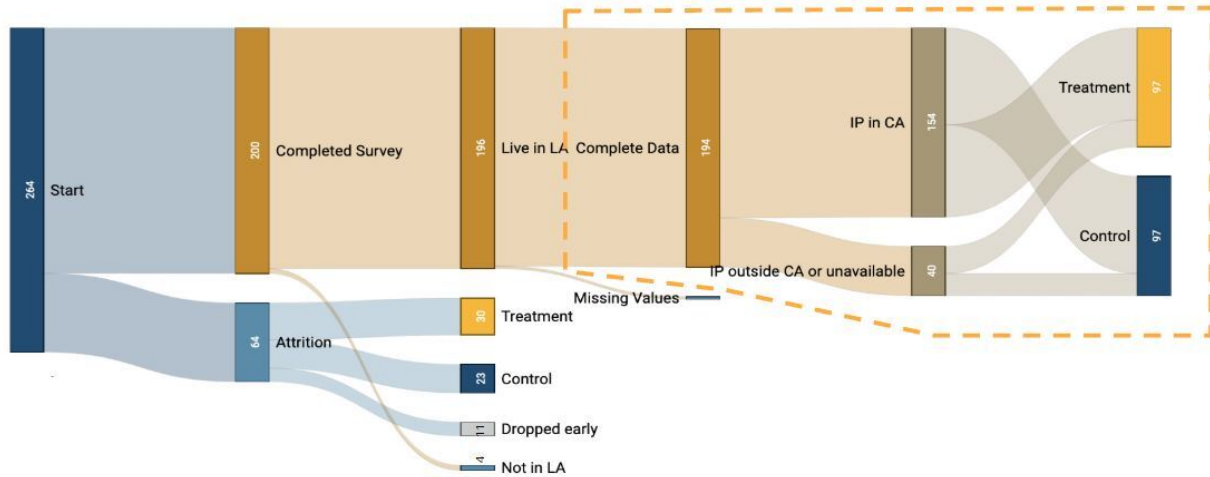 264
Start
200
Completed Survey
196
Live in LA
Complete Data
194
IP in CA
154
Treatment
97
Control
97
IP outside CA or unavailable
40
Missing Values
64
Attrition
30
Treatment
23
Control
11
Dropped early
4
Not in LA